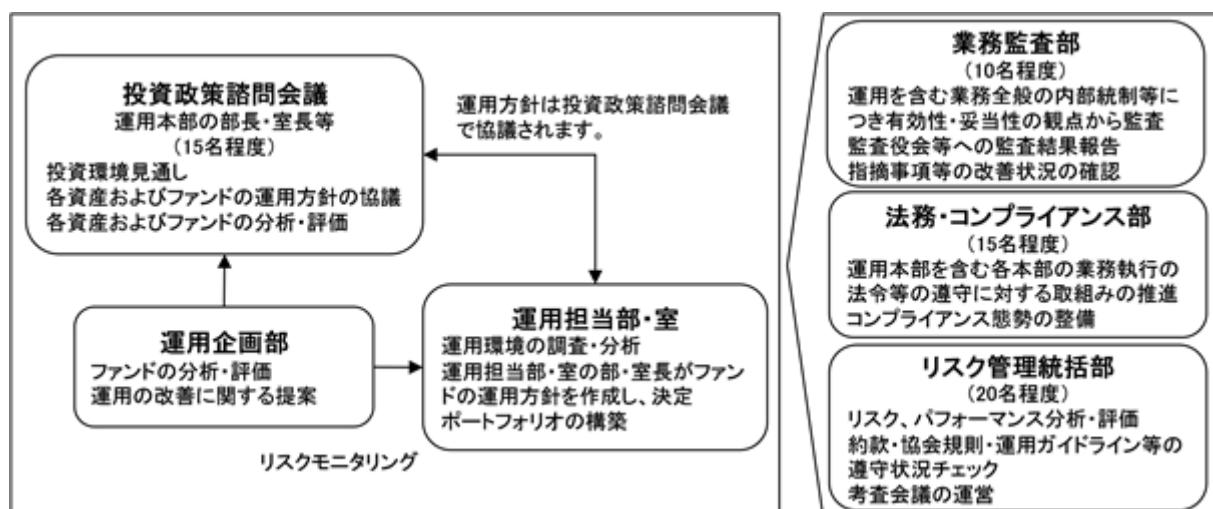 投資政策諮問会議
運用本部の部長・室長等
(15名程度)
投資環境見通し
各資産およびファンドの運用方針の協議
各資産およびファンドの分析・評価
運用方針は投資政策諮問会議
で協議されます。
運用企画部
ファンドの分析・評価
運用の改善に関する提案
運用担当部・室
運用環境の調査・分析
運用担当部・室の部・室長がファン
ドの運用方針を作成し、決定
ポートフォリオの構築
リスクモニタリング
業務監査部
(10名程度)
運用を含む業務全般の内部統制等に
つき有効性・妥当性の観点から監査
監査役会等への監査結果報告
指摘事項等の改善状況の確認
法務・コンプライアンス部
(15名程度)
運用本部を含む各本部の業務執行の
法令等の遵守に対する取組みの推進
コンプライアンス態勢の整備
リスク管理統括部
(20名程度)
リスク、パフォーマンス分析・評価
約款・協会規則・運用ガイドライン等の
遵守状況チェック
考査会議の運営